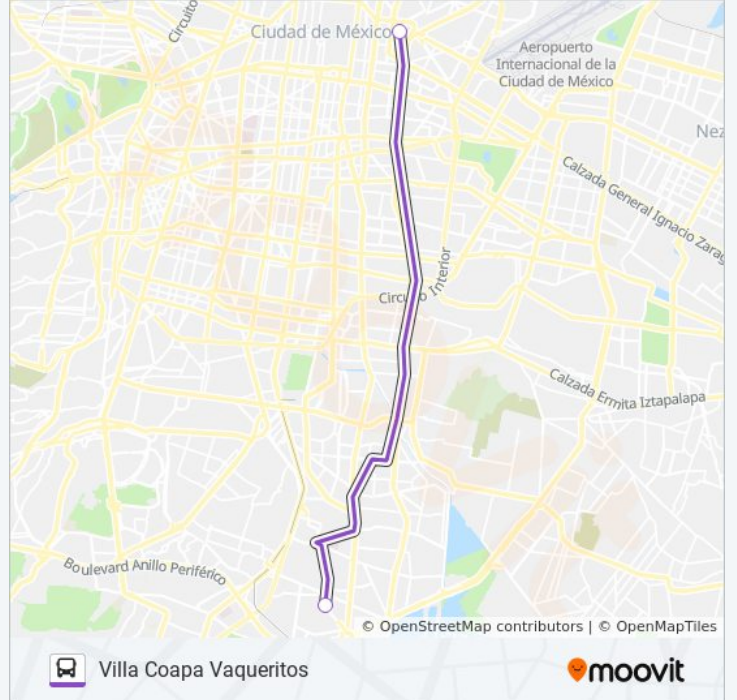 Circuito
Ciudad de México
Aeropuerto
Internacional de la
Ciudad de México
Nez
Calzada General Ignacio Zarag
Circuito Interior
Calzada Ermita Iztapalapa
Boulevard Anillo Periférico
© OpenStreetMap contributors | © OpenMapTiles
Villa Coapa Vaqueritos
moovit